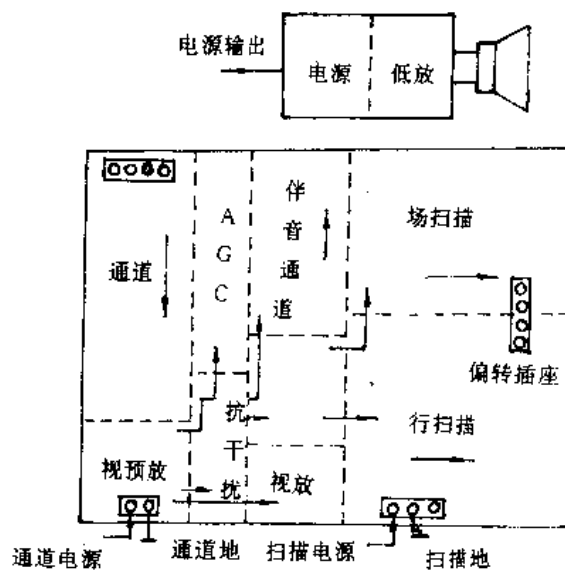 电源输出
电源 低放
通道
AGC
伴音通道
场扫描
偏转插座
抗干扰
行扫描
视预放
视放
通道电源
通道地
扫描电源
扫描地